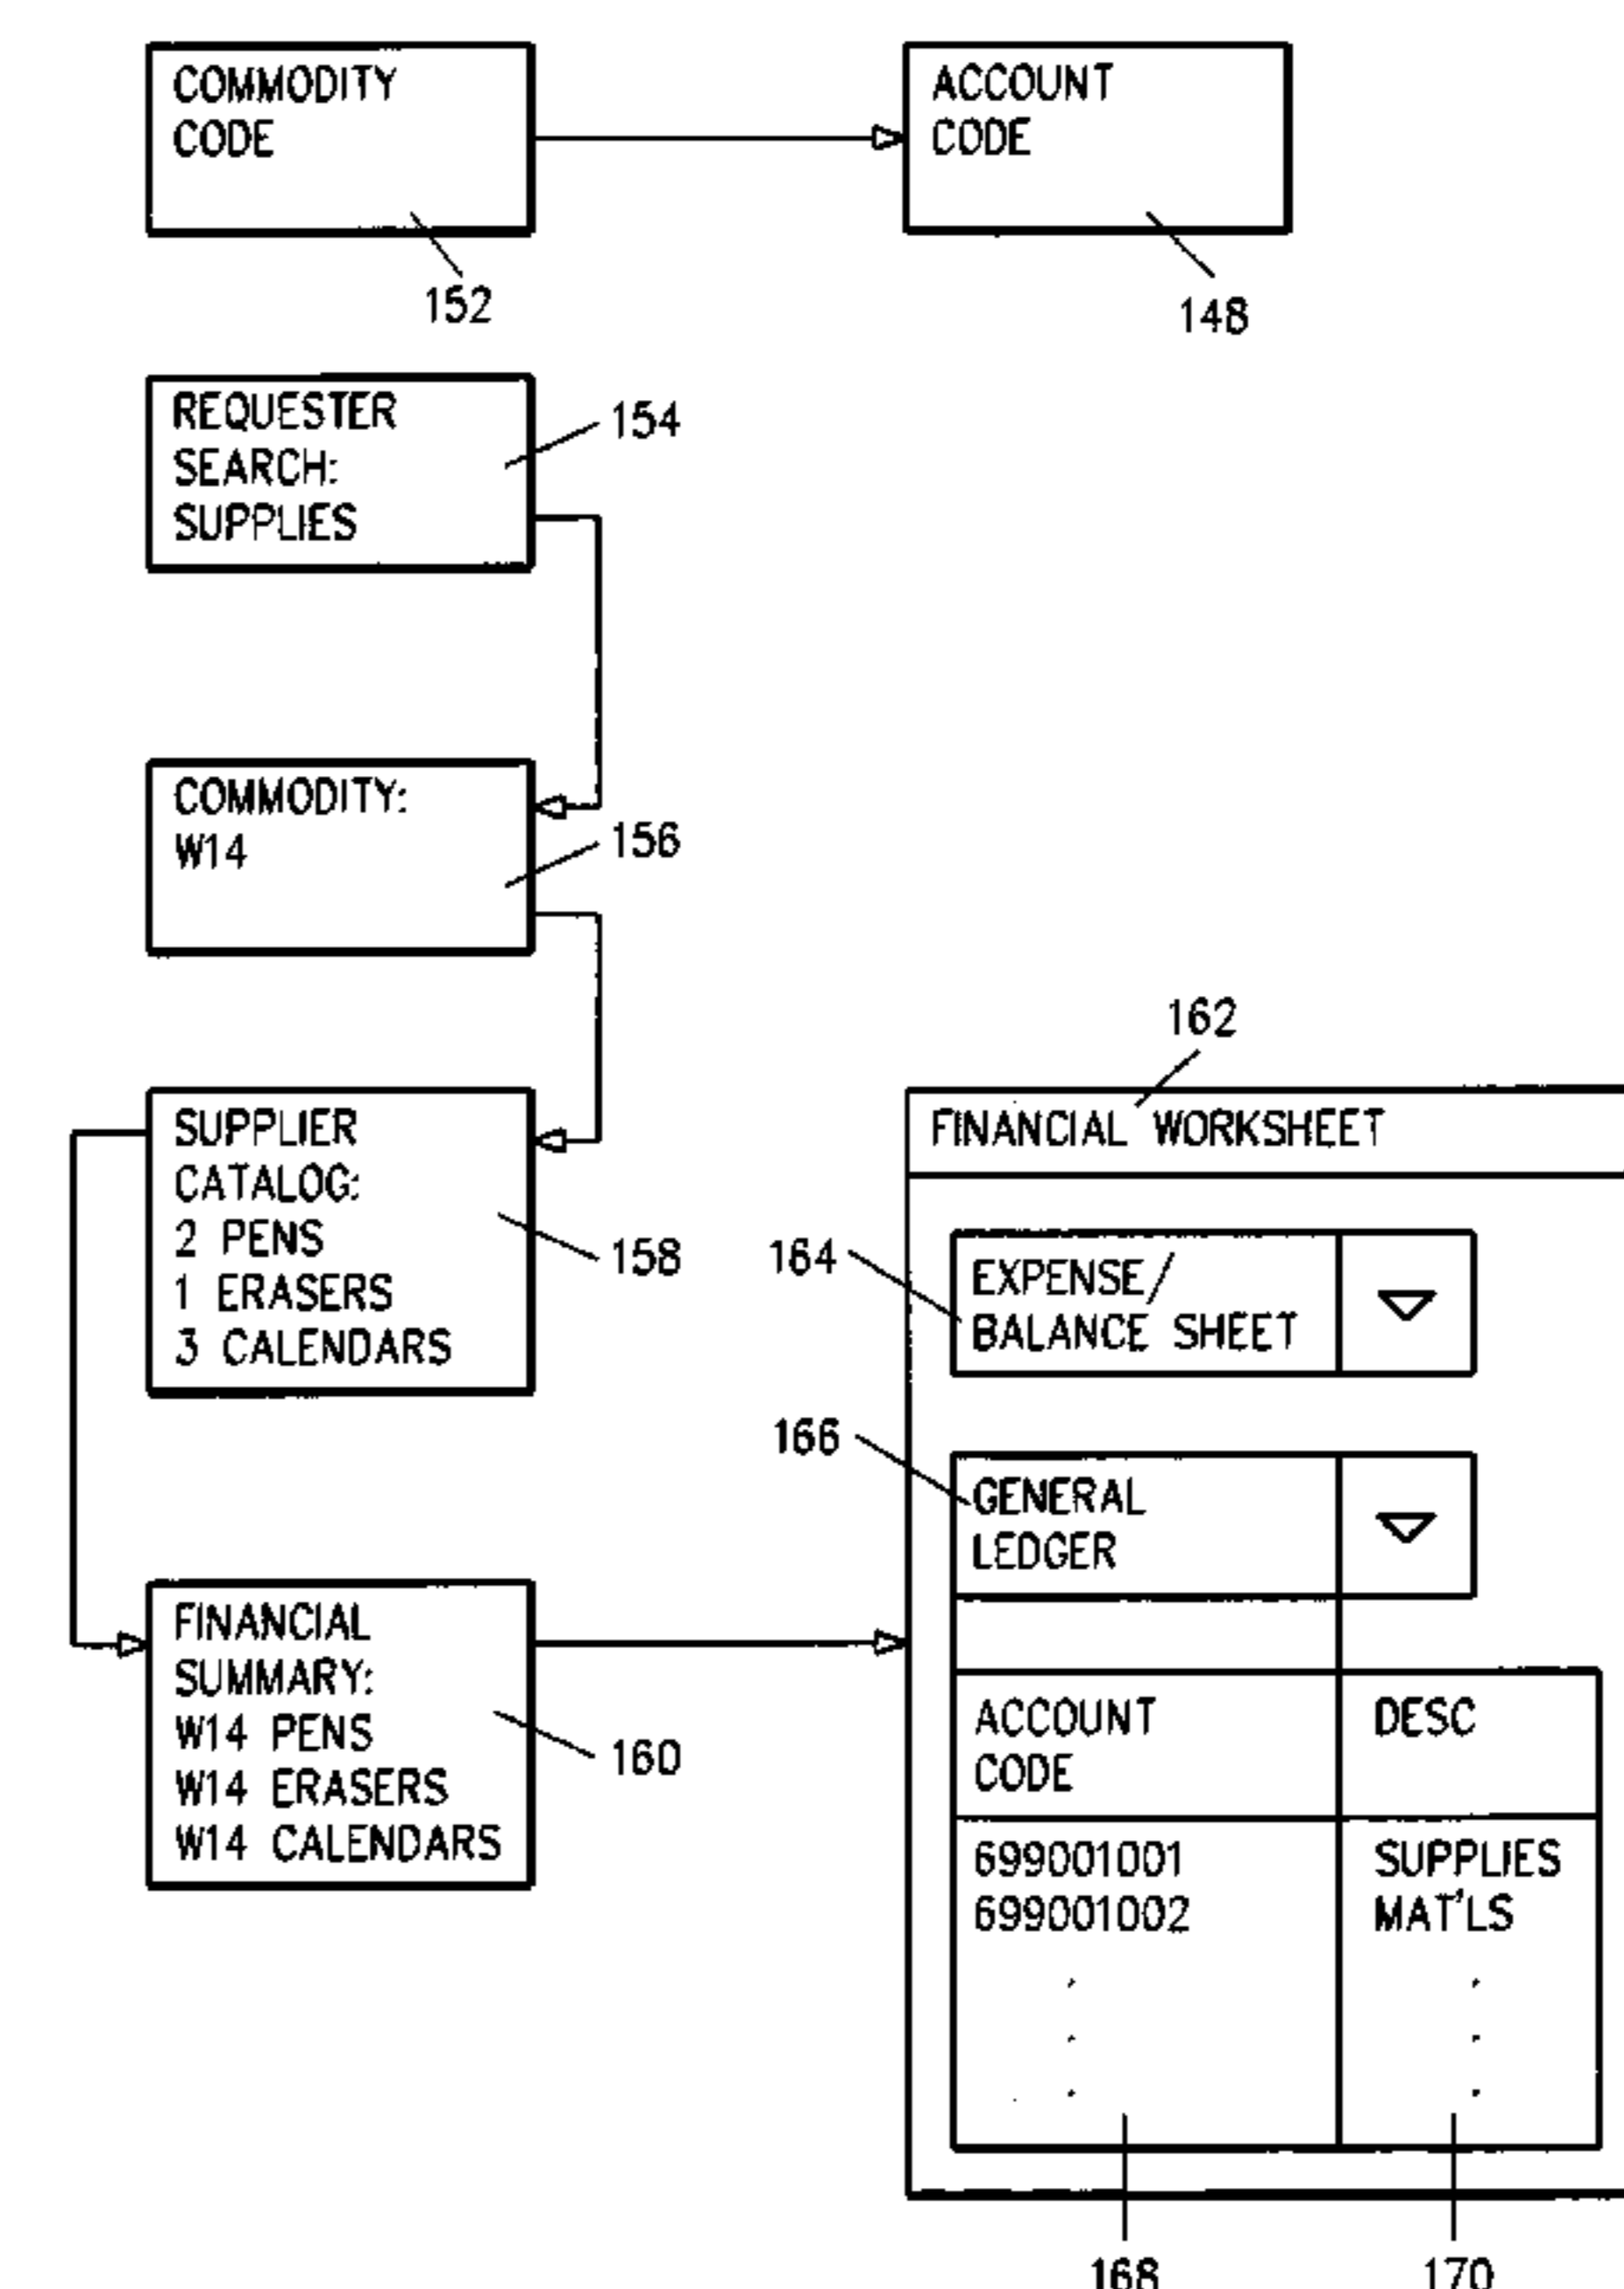 COMMODITY
CODE
152
ACCOUNT
CODE
148
REQUESTER
SEARCH:
SUPPLIES
154
COMMODITY:
W14
156
SUPPLIER
CATALOG:
2 PENS
1 ERASERS
3 CALENDARS
158
FINANCIAL
SUMMARY:
W14 PENS
W14 ERASERS
W14 CALENDARS
160
162
FINANCIAL WORKSHEET
164
EXPENSE/
BALANCE SHEET
166
GENERAL
LEDGER
ACCOUNT
CODE
DESC
699001001
SUPPLIES
699001002
MAT'LS
168
170